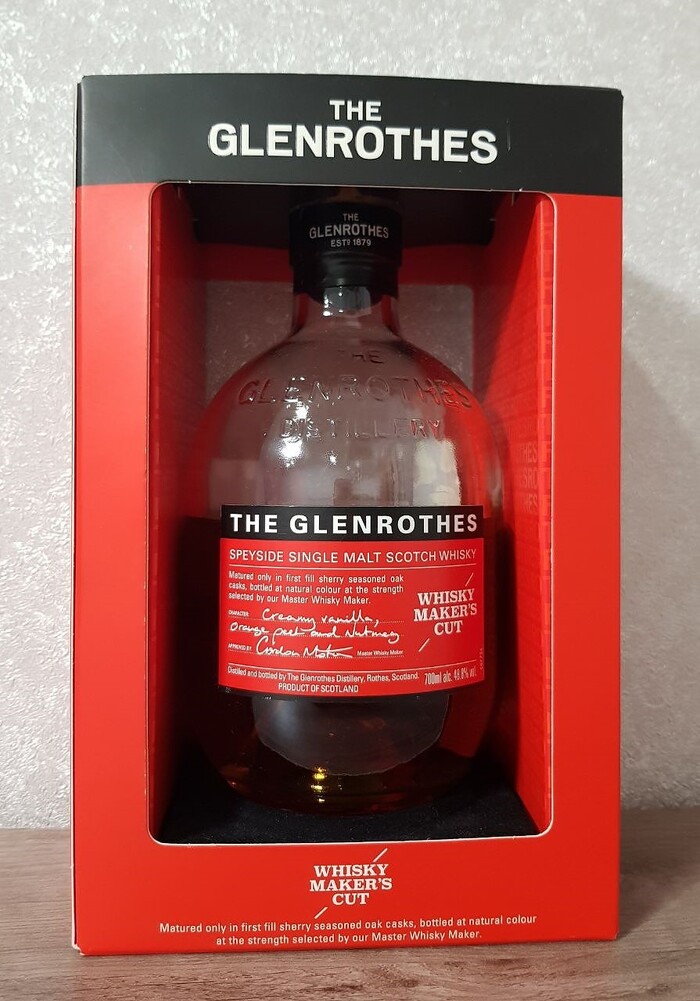 THE
GLENROTHES
THE
GLENROTHES
ESTD 1879
THE
GLENROTHES
DISTILLERY
THE GLENROTHES
SPEYSIDE SINGLE MALT SCOTCH WHISKY
Matured only in first fill sherry seasoned oak
casks, bottled at natural colour at the strength
selected by our Master Whisky Maker.
CHARACTER Creamy vanilla,
orange peel and Nutmeg
APPROVED BY Gordon Motion Master Whisky Maker
WHISKY
MAKER'S
CUT
Distilled and bottled by The Glenrothes Distillery, Rothes, Scotland.
PRODUCT OF SCOTLAND
700ml alc. 48.8% vol.
WHISKY
MAKER'S
CUT
Matured only in first fill sherry seasoned oak casks, bottled at natural colour
at the strength selected by our Master Whisky Maker.